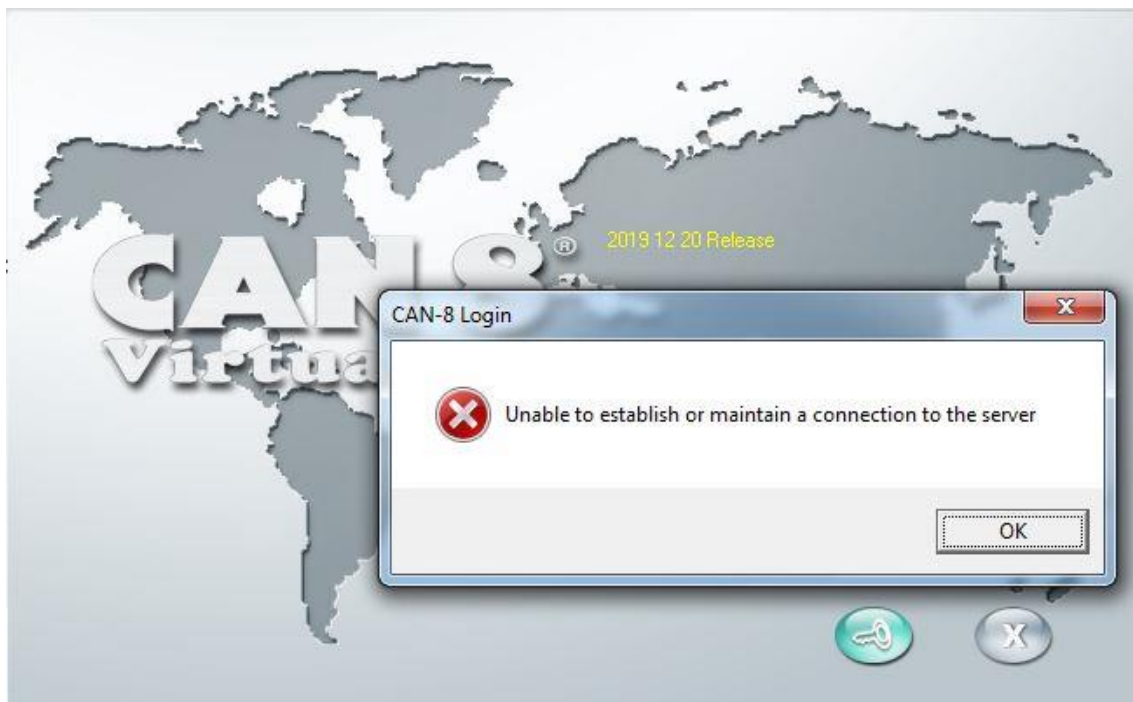 CAN 8 ®
2019 12 20 Release
Virtua
CAN-8 Login
Unable to establish or maintain a connection to the server
OK
X